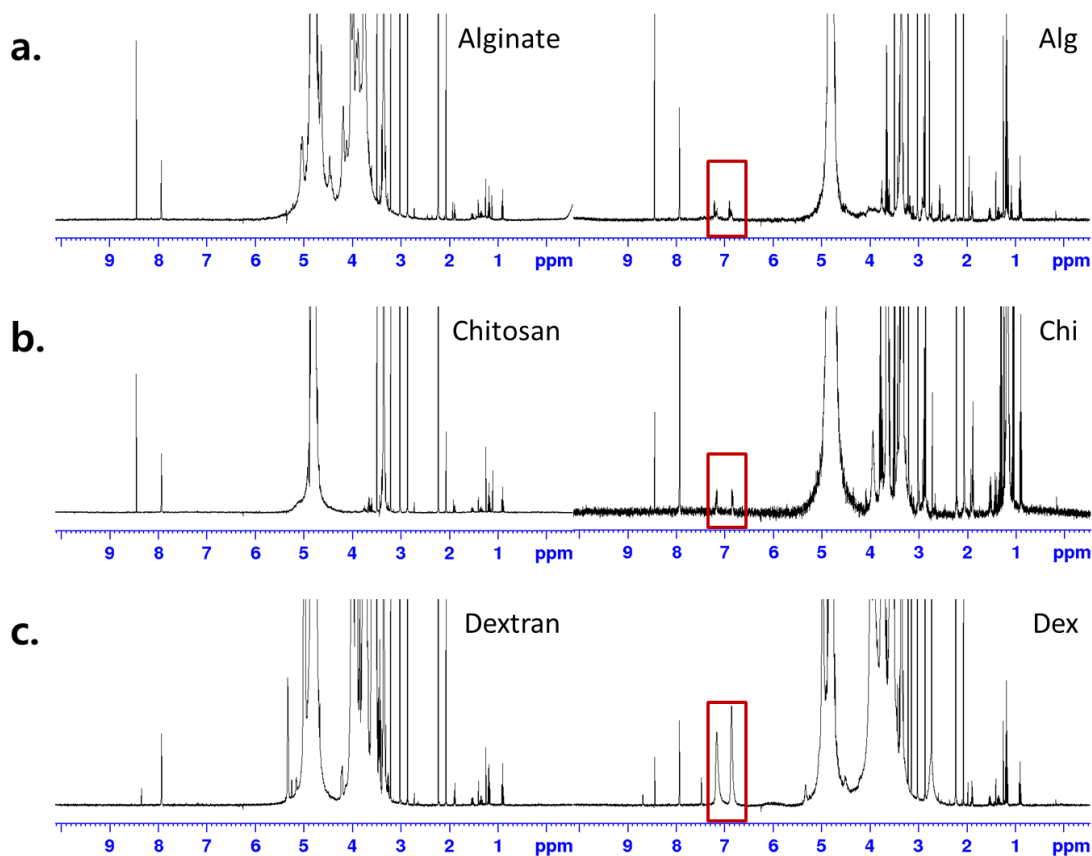 a. Alginate Alg
9 8 7 6 5 4 3 2 1 ppm 9 8 7 6 5 4 3 2 1
b. Chitosan Chi
9 8 7 6 5 4 3 2 1 ppm 9 8 7 6 5 4 3 2 1 ppm
c. Dextran Dex
9 8 7 6 5 4 3 2 1 ppm 9 8 7 6 5 4 3 2 1 ppm